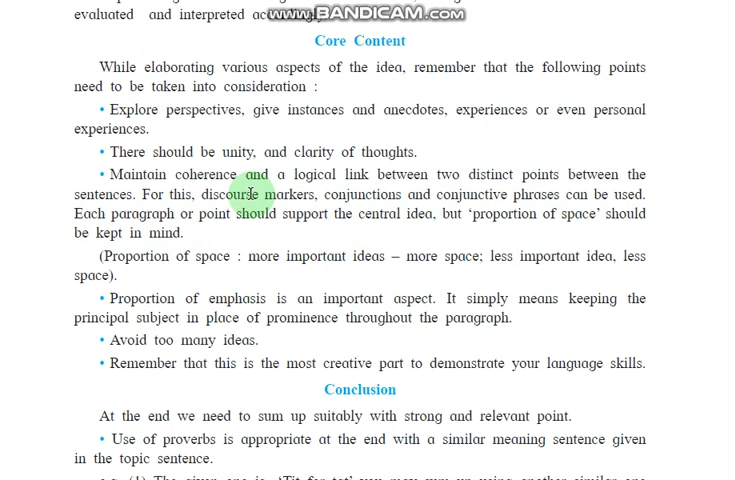 evaluated and interpreted
www.BANDICAM.com
Core Content
While elaborating various aspects of the idea, remember that the following points
need to be taken into consideration :
• Explore perspectives, give instances and anecdotes, experiences or even personal
experiences.
• There should be unity, and clarity of thoughts.
• Maintain coherence and a logical link between two distinct points between the
sentences. For this, discourse markers, conjunctions and conjunctive phrases can be used.
Each paragraph or point should support the central idea, but ‘proportion of space’ should
be kept in mind.
(Proportion of space : more important ideas – more space; less important idea, less
space).
• Proportion of emphasis is an important aspect. It simply means keeping the
principal subject in place of prominence throughout the paragraph.
• Avoid too many ideas.
• Remember that this is the most creative part to demonstrate your language skills.
Conclusion
At the end we need to sum up suitably with strong and relevant point.
• Use of proverbs is appropriate at the end with a similar meaning sentence given
in the topic sentence.